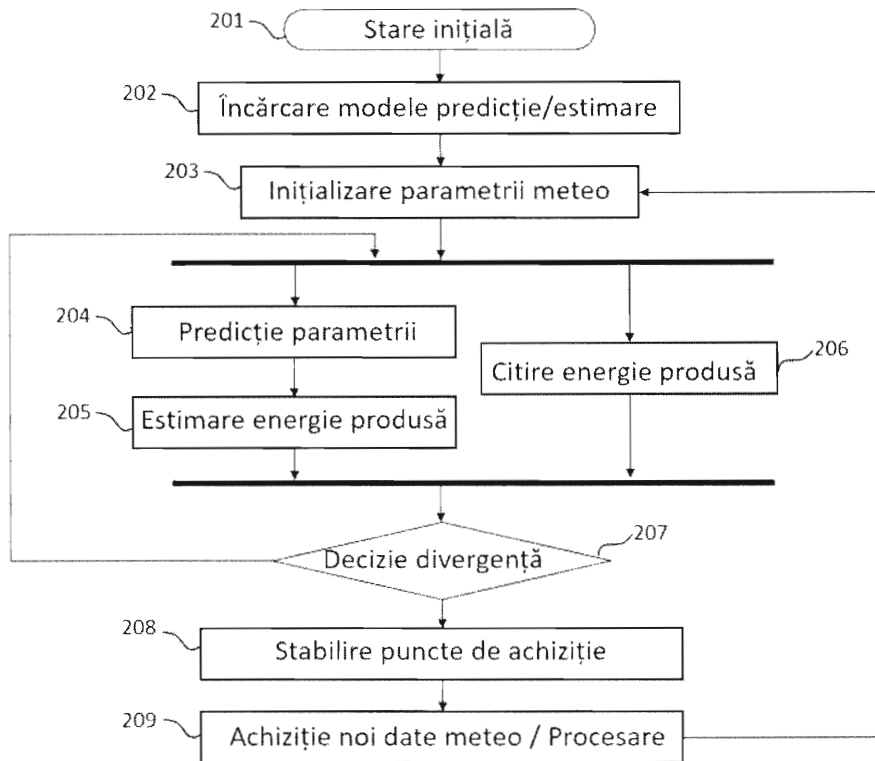 201
Stare inițială
202
Încărcare modele predicție/estimare
203
Inițializare parametrii meteo
204
Predicție parametrii
205
Estimare energie produsă
206
Citire energie produsă
207
Decizie divergență
208
Stabilire puncte de achiziție
209
Achiziție noi date meteo / Procesare